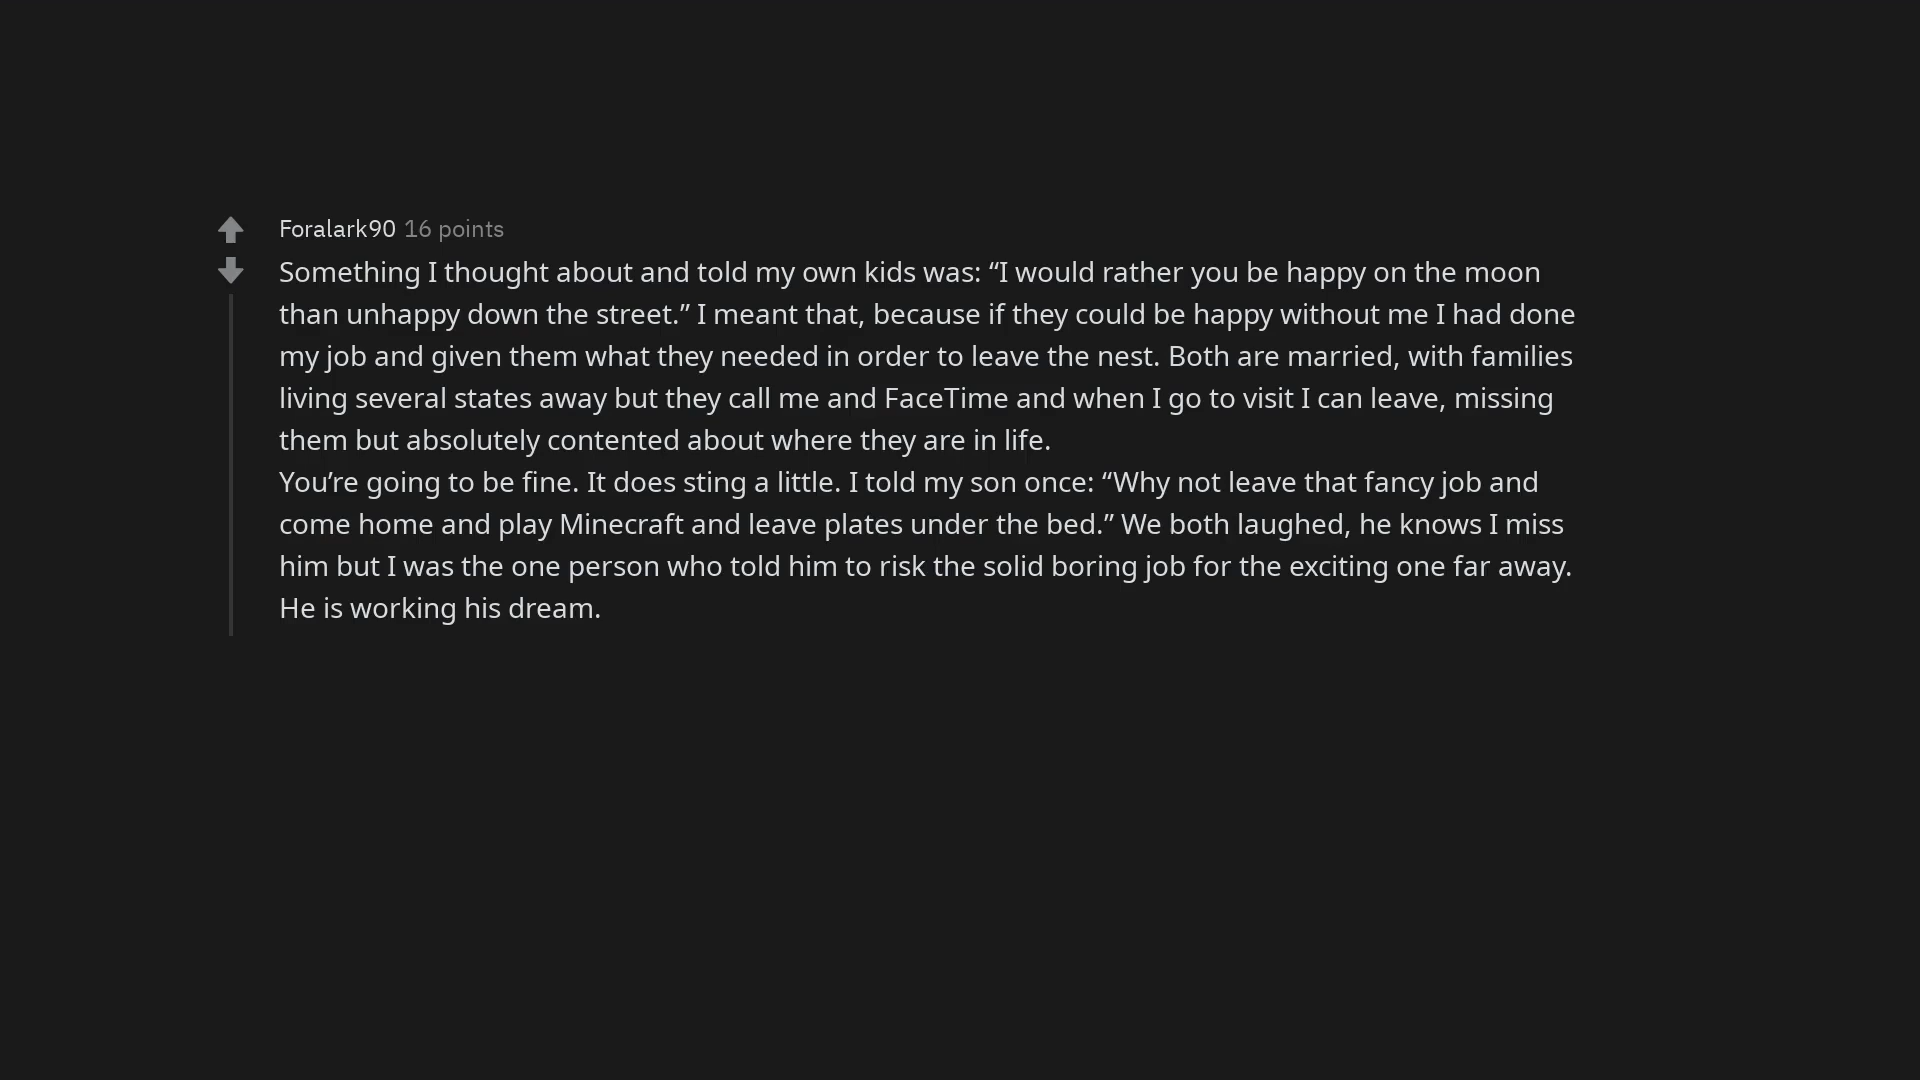 Foralark90 16 points
Something I thought about and told my own kids was: “I would rather you be happy on the moon
than unhappy down the street.” I meant that, because if they could be happy without me I had done
my job and given them what they needed in order to leave the nest. Both are married, with families
living several states away but they call me and FaceTime and when I go to visit I can leave, missing
them but absolutely contented about where they are in life.
You’re going to be fine. It does sting a little. I told my son once: “Why not leave that fancy job and
come home and play Minecraft and leave plates under the bed.” We both laughed, he knows I miss
him but I was the one person who told him to risk the solid boring job for the exciting one far away.
He is working his dream.